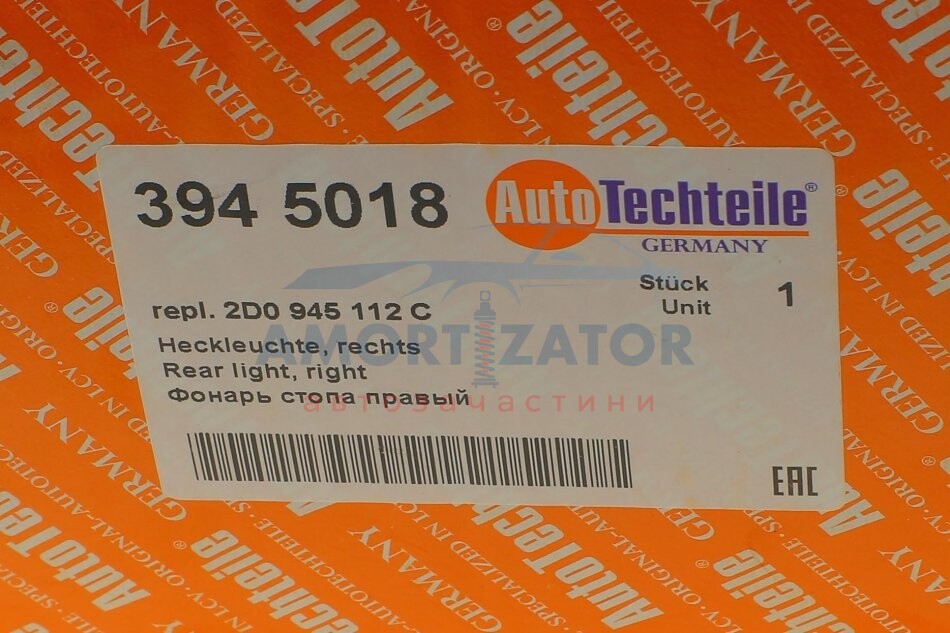 394 5018
AutoTechteile®
GERMANY
Stück 1
Unit
repl. 2D0 945 112 C
Heckleuchte, rechts
Rear light, right
Фонарь стопа правый
AMORTIZATOR
автозапчастини
EAC